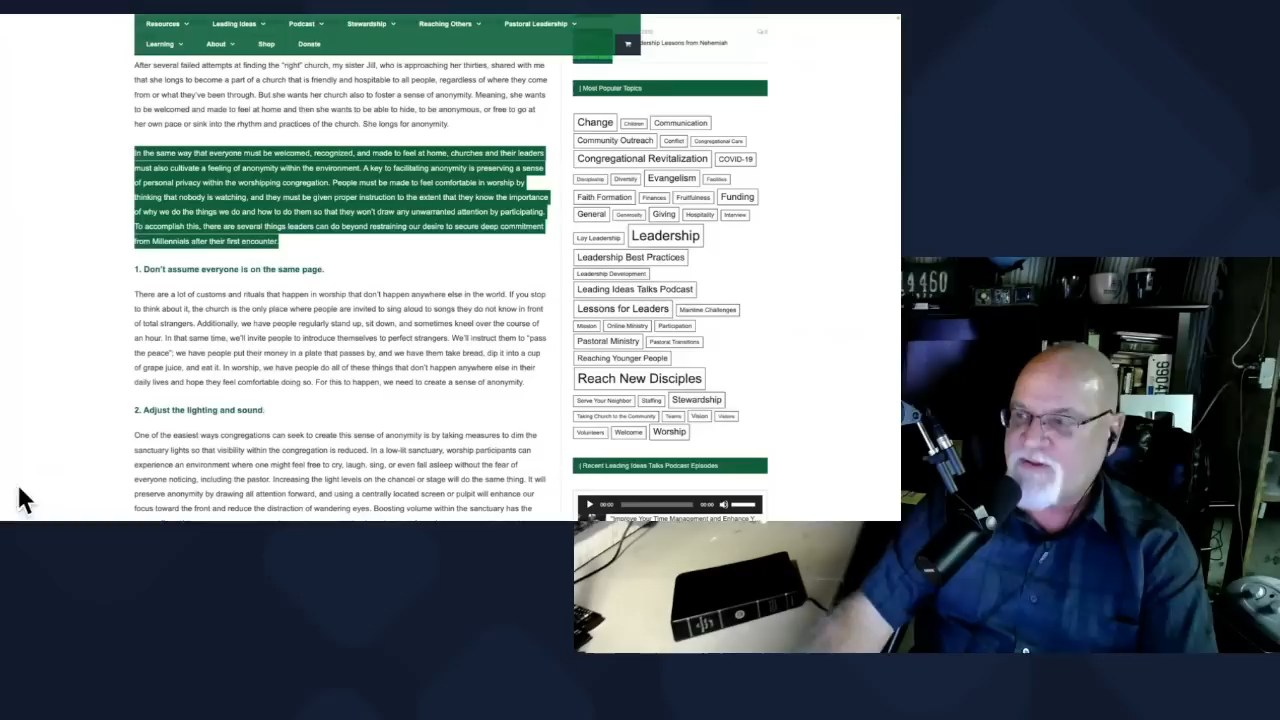 Resources Leading Ideas Podcast Stewardship Reaching Others Pastoral Leadership
Learning About Shop Donate
dership Lessons from Nehemiah
After several failed attempts at finding the “right” church, my sister Jill, who is approaching her thirties, shared with me
that she longs to become a part of a church that is friendly and hospitable to all people, regardless of where they come
from or what they've been through. But she wants her church also to foster a sense of anonymity. Meaning, she wants
to be welcomed and made to feel at home and then she wants to be able to hide, to be anonymous, or free to go at
her own pace or sink into the rhythm and practices of the church. She longs for anonymity.
In the same way that everyone must be welcomed, recognized, and made to feel at home, churches and their leaders
must also cultivate a feeling of anonymity within the environment. A key to facilitating anonymity is preserving a sense
of personal privacy within the worshipping congregation. People must be made to feel comfortable in worship by
thinking that nobody is watching, and they must be given proper instruction to the extent that they know the importance
of why we do the things we do and how to do them so that they won't draw any unwarranted attention by participating.
To accomplish this, there are several things leaders can do beyond restraining our desire to secure deep commitment
from Millennials after their first encounter.
1. Don't assume everyone is on the same page.
There are a lot of customs and rituals that happen in worship that don't happen anywhere else in the world. If you stop
to think about it, the church is the only place where people are invited to sing aloud to songs they do not know in front
of total strangers. Additionally, we have people regularly stand up, sit down, and sometimes kneel over the course of
an hour. In that same time, we'll invite people to introduce themselves to perfect strangers. We'll instruct them to “pass
the peace”; we have people put their money in a plate that passes by, and we have them take bread, dip it into a cup
of grape juice, and eat it. In worship, we have people do all of these things that don't happen anywhere else in their
daily lives and hope they feel comfortable doing so. For this to happen, we need to create a sense of anonymity.
2. Adjust the lighting and sound.
One of the easiest ways congregations can seek to create this sense of anonymity is by taking measures to dim the
sanctuary lights so that visibility within the congregation is reduced. In a low-lit sanctuary, worship participants can
experience an environment where one might feel free to cry, laugh, sing, or even fall asleep without the fear of
everyone noticing, including the pastor. Increasing the light levels on the chancel or stage will do the same thing. It will
preserve anonymity by drawing all attention forward, and using a centrally located screen or pulpit will enhance our
focus toward the front and reduce the distraction of wandering eyes. Boosting volume within the sanctuary has the
| Most Popular Topics
Change Children Communication
Community Outreach Conflict Congregational Care
Congregational Revitalization COVID-19
Discipleship Diversity Evangelism Facilities
Faith Formation Finances Fruitfulness Funding
General Generosity Giving Hospitality Interview
Lay Leadership Leadership
Leadership Best Practices
Leadership Development
Leading Ideas Talks Podcast
Lessons for Leaders Mainline Challenges
Mission Online Ministry Participation
Pastoral Ministry Pastoral Transitions
Reaching Younger People
Reach New Disciples
Serve Your Neighbor Staffing Stewardship
Taking Church to the Community Teams Vision
Volunteers Welcome Worship
| Recent Leading Ideas Talks Podcast Episodes
00:00 00:00
"Improve Your Time Management and Enhance Y
14460